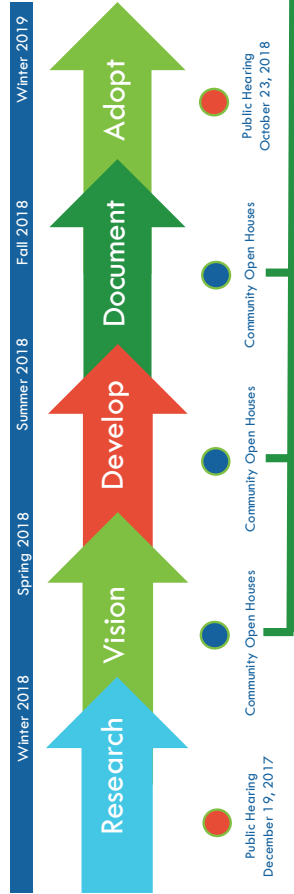 Winter 2018
Spring 2018
Summer 2018
Fall 2018
Winter 2019
Research
Vision
Develop
Document
Adopt
Public Hearing
December 19, 2017
Community Open Houses
Community Open Houses
Community Open Houses
Public Hearing
October 23, 2018